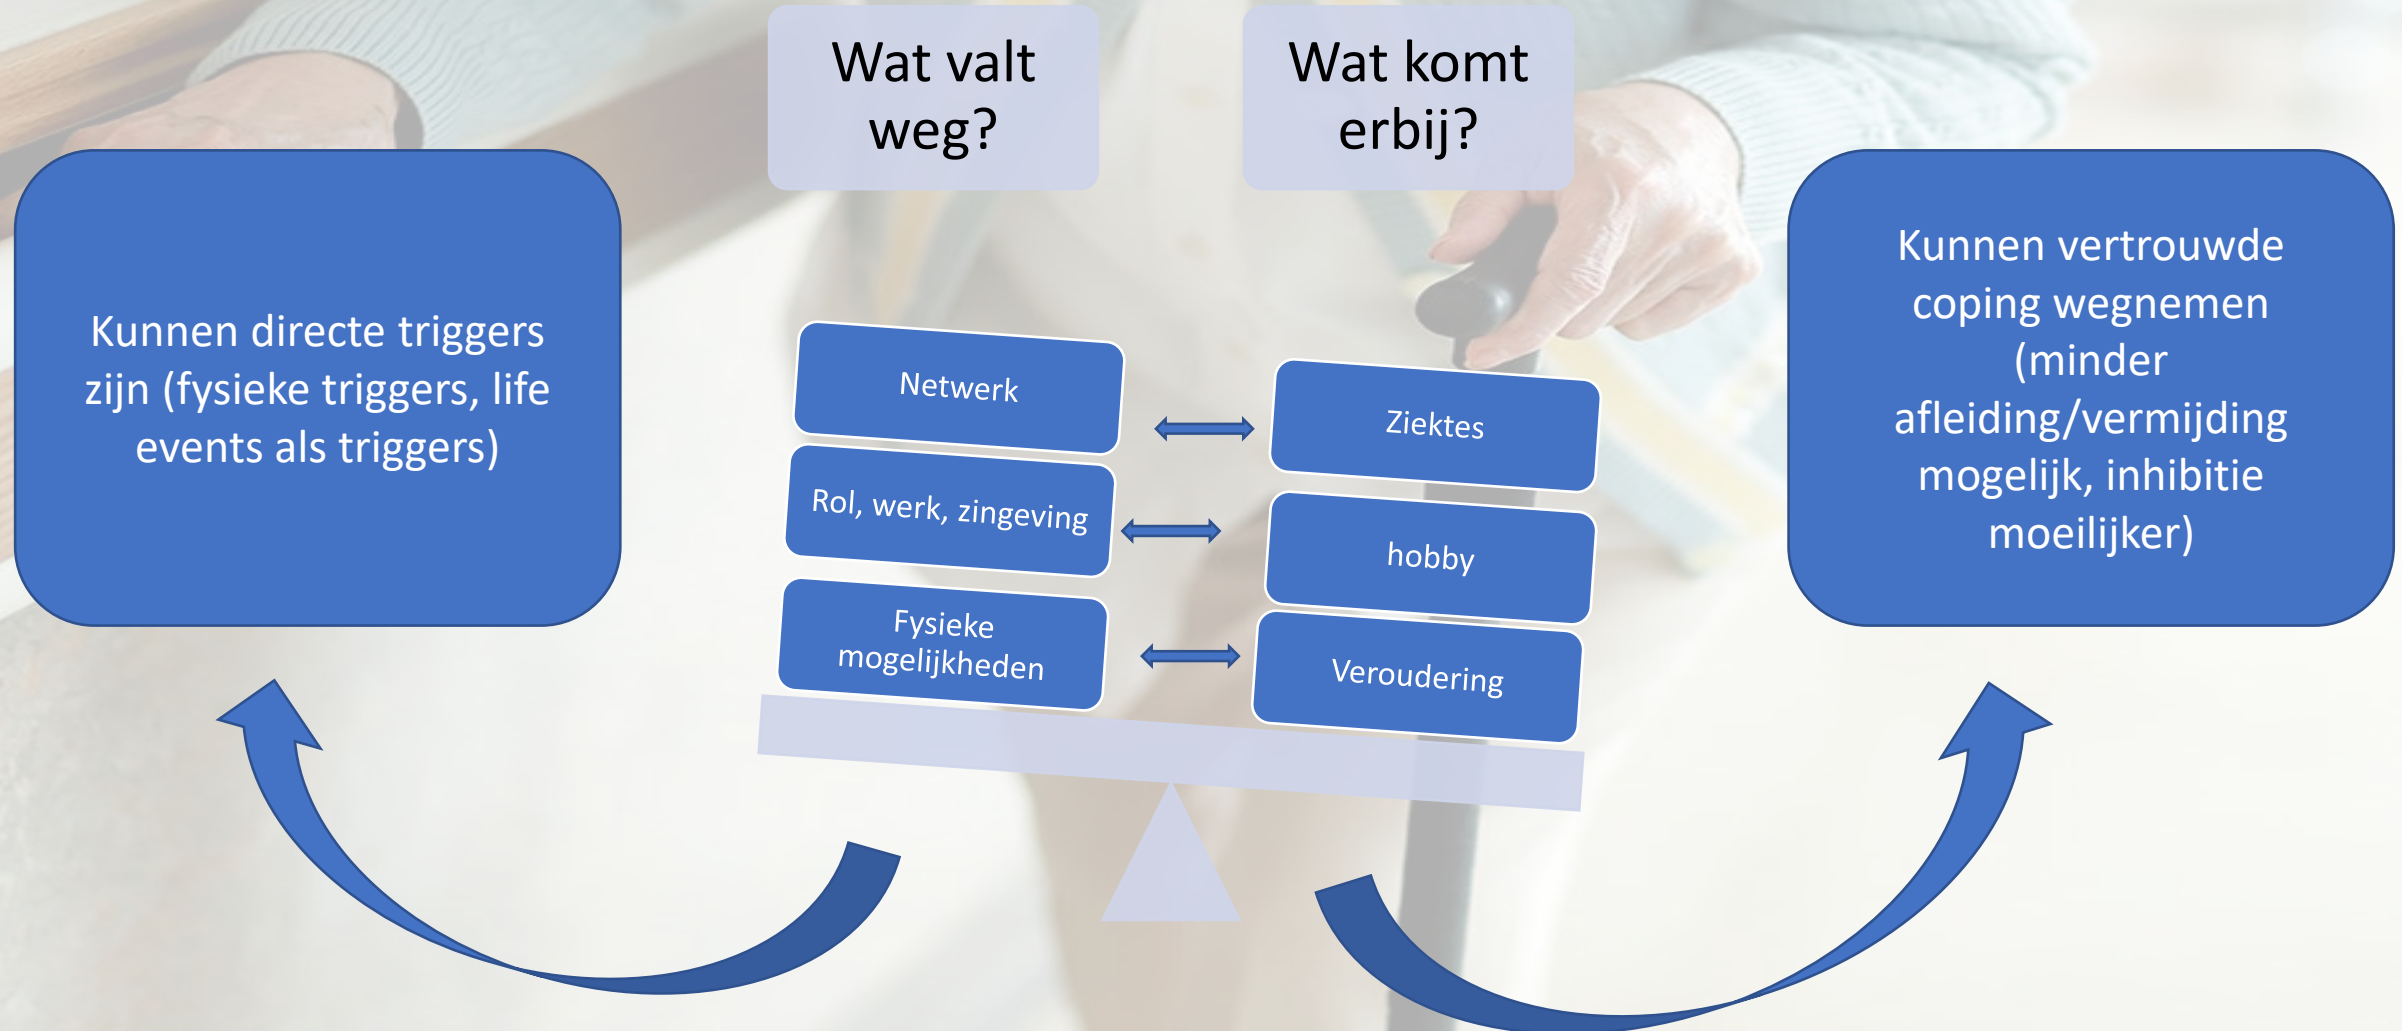 Wat valt
weg?
Wat komt
erbij?
Kunnen directe triggers
zijn (fysieke triggers, life
events als triggers)
Netwerk
Rol, werk, zingeving
Fysieke
mogelijkheden
Ziektes
hobby
Veroudering
Kunnen vertrouwde
coping wegnemen
(minder
afleiding/vermijding
mogelijk, inhibitie
moeilijker)